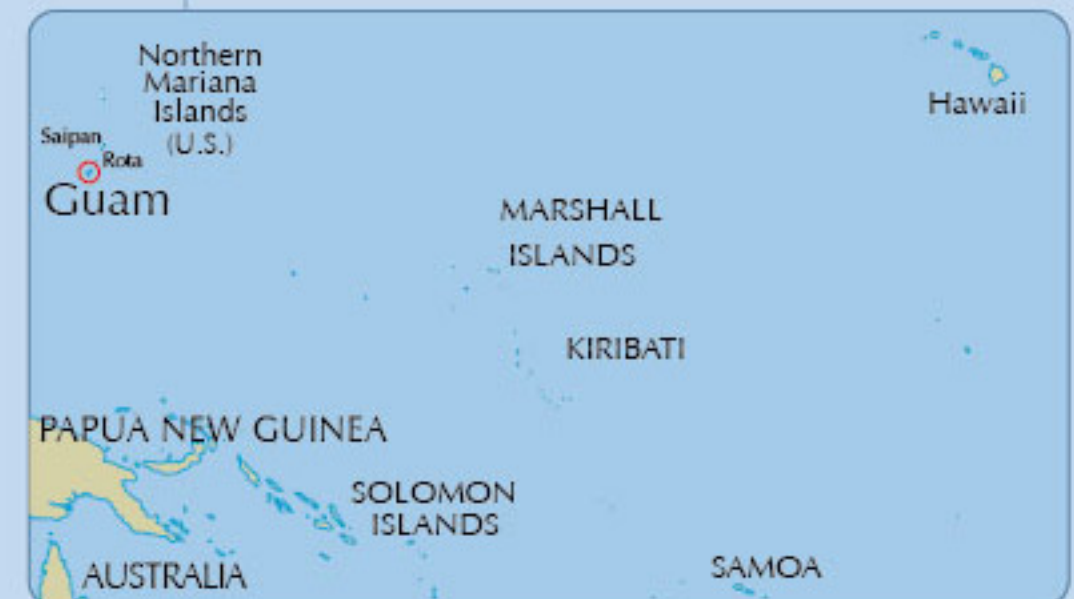 Northern
Mariana
Islands
(U.S.)
Hawaii
Saipan
Rota
Guam
MARSHALL
ISLANDS
KIRIBATI
PAPUA NEW GUINEA
SOLOMON
ISLANDS
SAMOA
AUSTRALIA